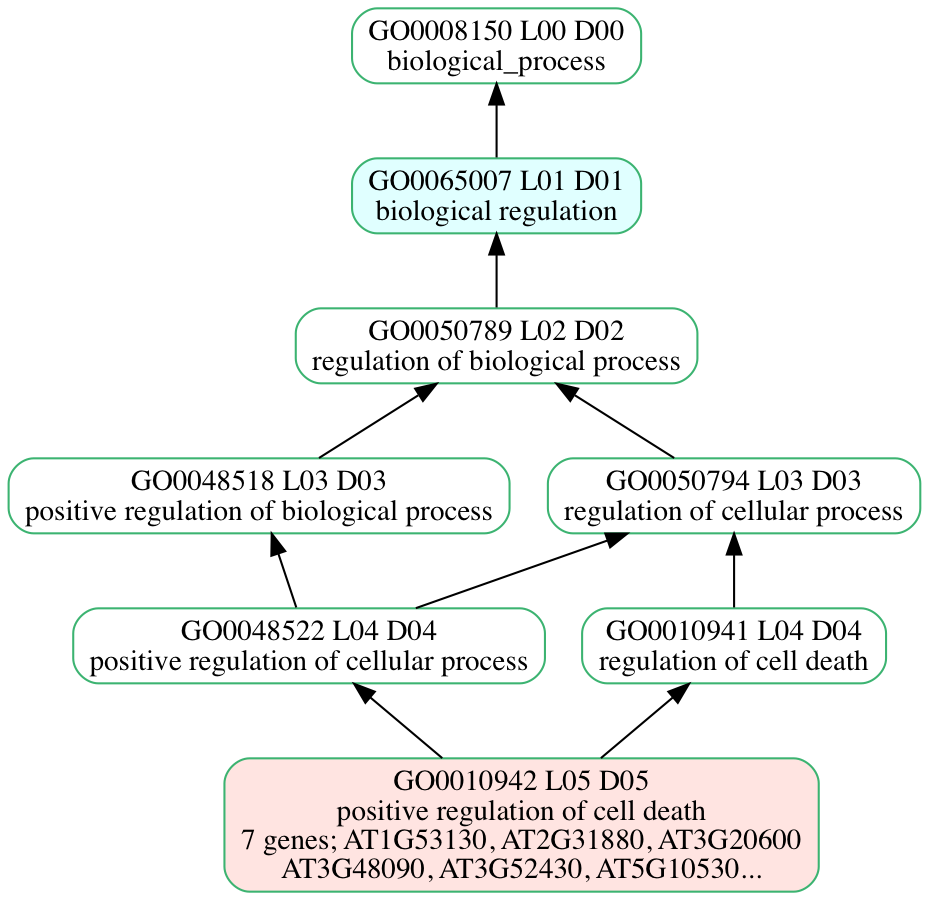 GO0008150 L00 D00
biological_process
GO0065007 L01 D01
biological regulation
GO0050789 L02 D02
regulation of biological process
GO0048518 L03 D03
positive regulation of biological process
GO0050794 L03 D03
regulation of cellular process
GO0048522 L04 D04
positive regulation of cellular process
GO0010941 L04 D04
regulation of cell death
GO0010942 L05 D05
positive regulation of cell death
7 genes; AT1G53130, AT2G31880, AT3G20600
AT3G48090, AT3G52430, AT5G10530...